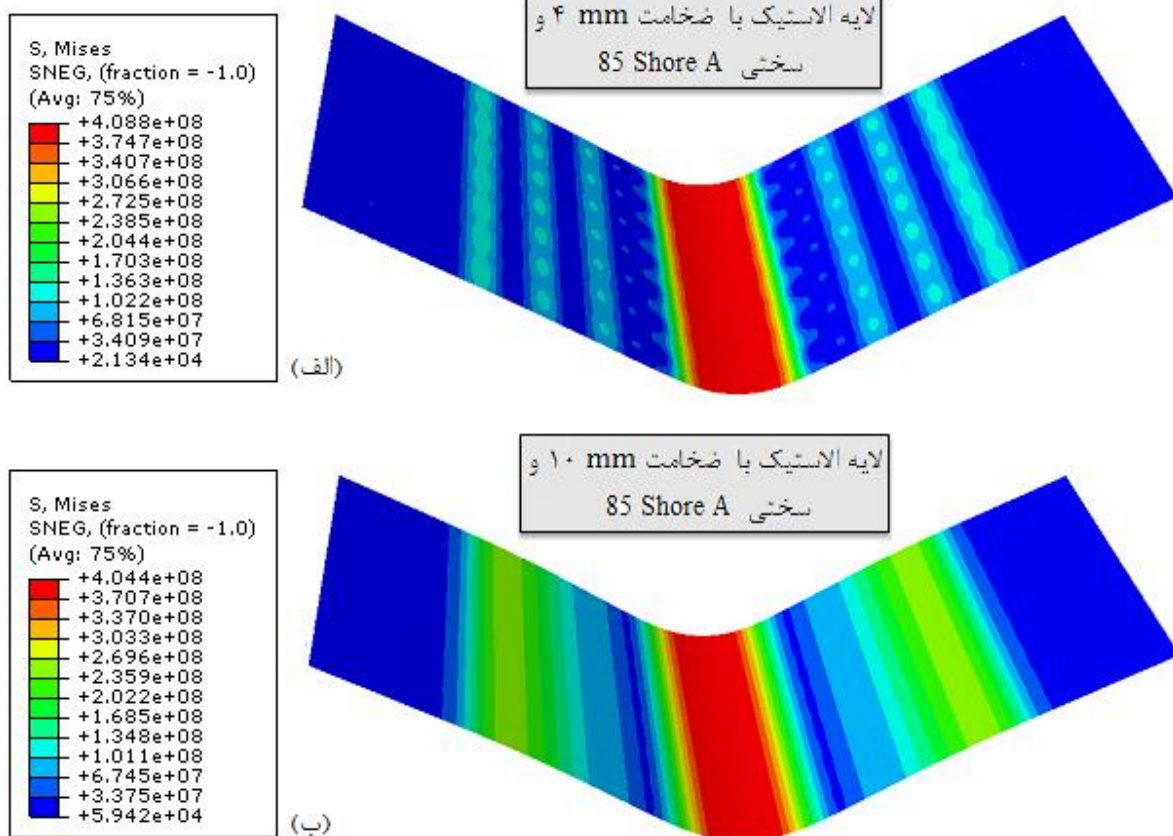 لایه الاستیک با ضخامت ۴ mm و
سختی 85 Shore A
S, Mises
SNEG, (fraction = -1.0)
(Avg: 75%)
+4.088e+08
+3.747e+08
+3.407e+08
+3.066e+08
+2.725e+08
+2.385e+08
+2.044e+08
+1.703e+08
+1.363e+08
+1.022e+08
+6.815e+07
+3.409e+07
+2.134e+04
(الف)
لایه الاستیک با ضخامت ۱۰ mm و
سختی 85 Shore A
S, Mises
SNEG, (fraction = -1.0)
(Avg: 75%)
+4.044e+08
+3.707e+08
+3.370e+08
+3.033e+08
+2.696e+08
+2.359e+08
+2.022e+08
+1.685e+08
+1.348e+08
+1.011e+08
+6.745e+07
+3.375e+07
+5.942e+04
(ب)